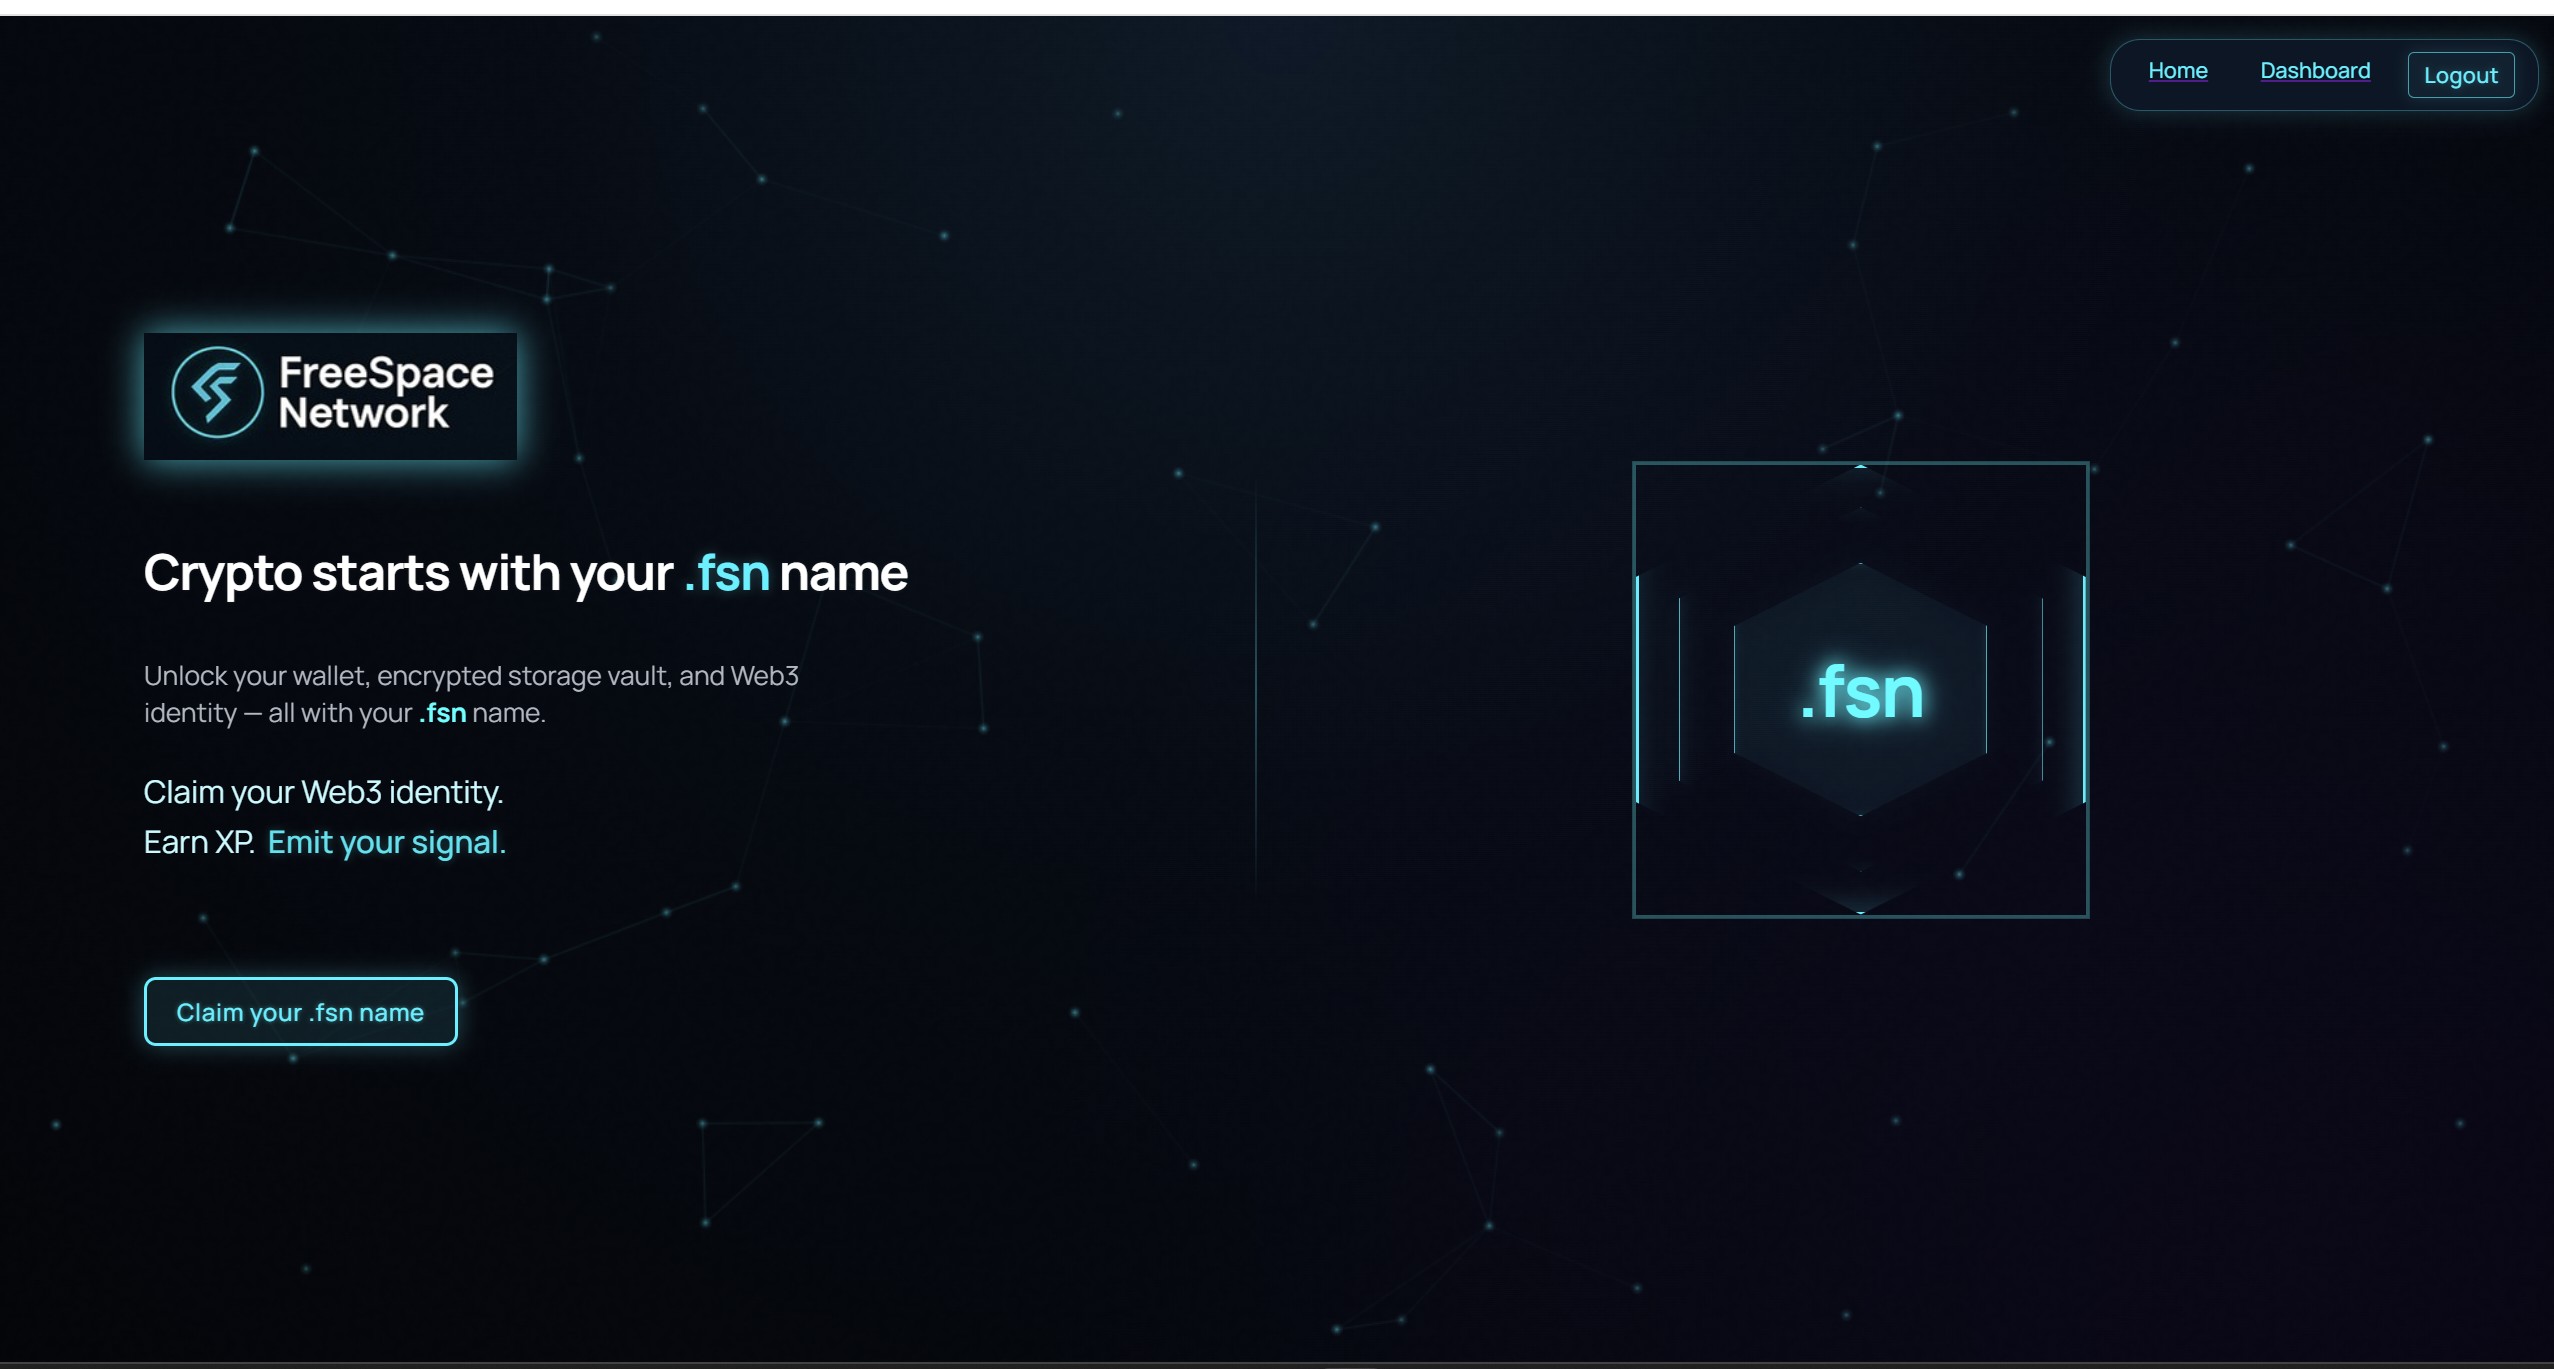 Home Dashboard Logout
FreeSpace
Network
Crypto starts with your .fsn name
Unlock your wallet, encrypted storage vault, and Web3
identity — all with your .fsn name.
Claim your Web3 identity.
Earn XP. Emit your signal.
.fsn
Claim your .fsn name